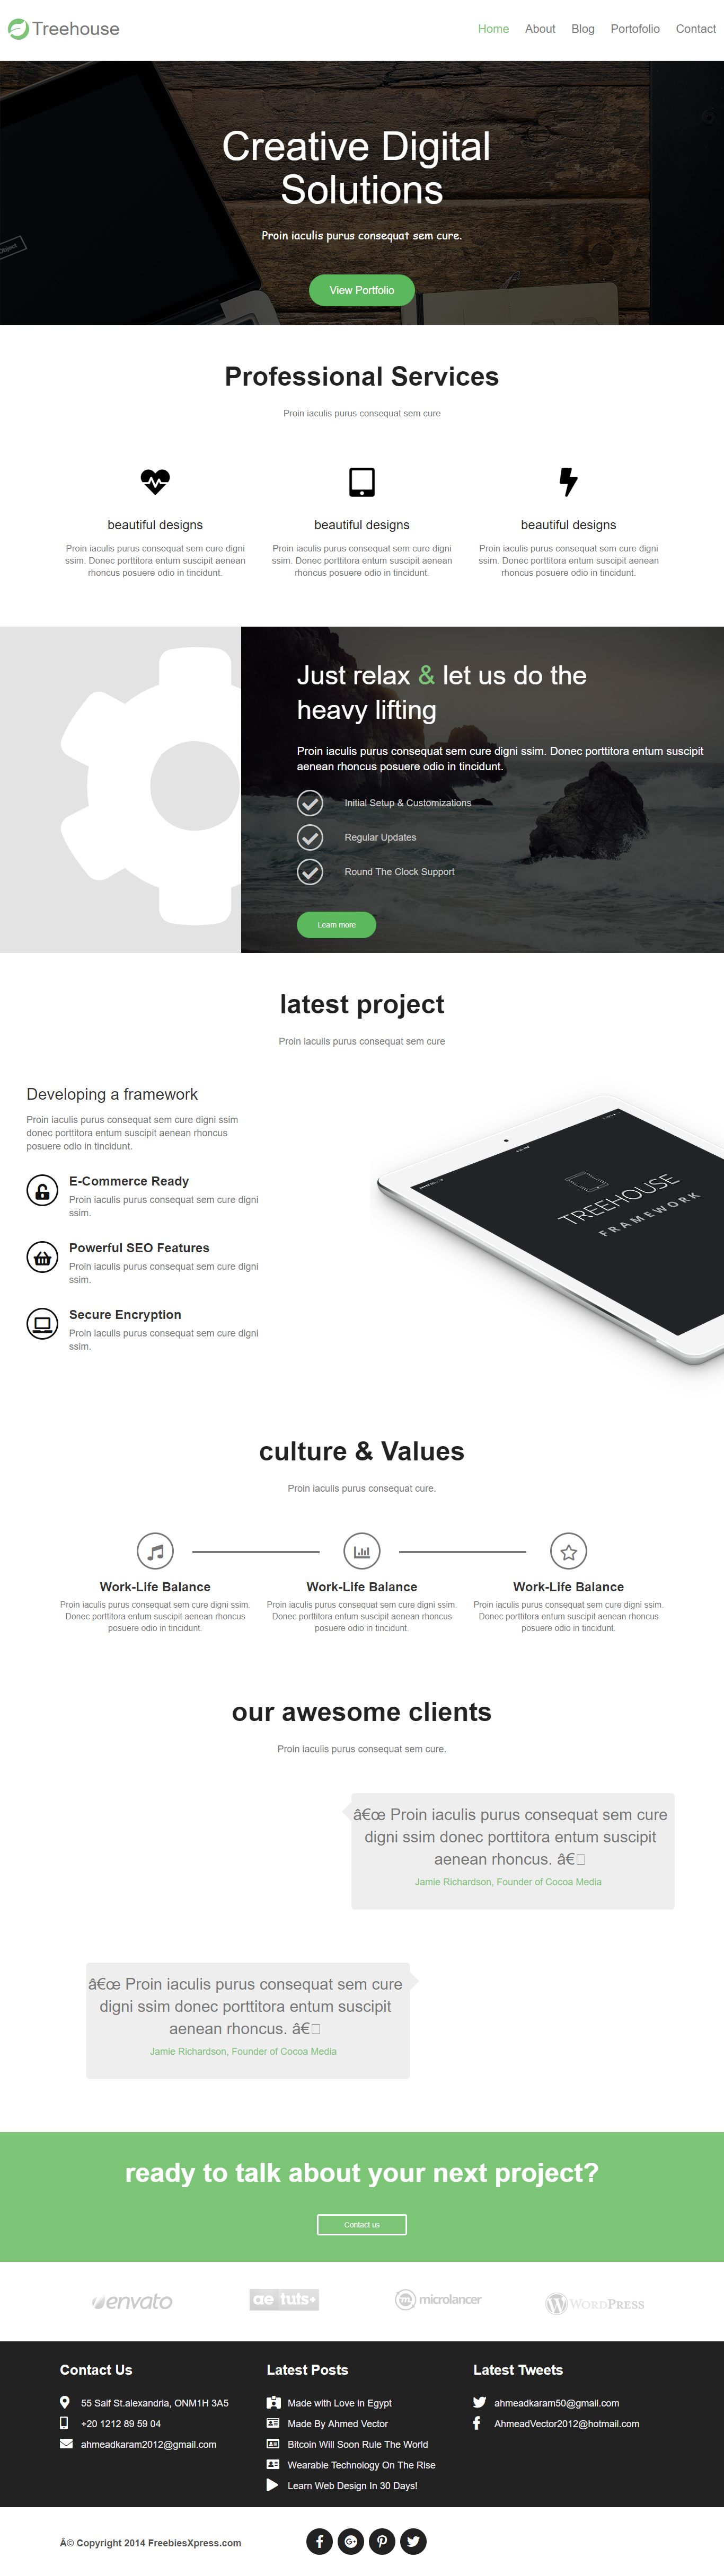 Treehouse
Home About Blog Portofolio Contact
Creative Digital
Solutions
Proin iaculis purus consequat sem cure.
View Portfolio
Professional Services
Proin iaculis purus consequat sem cure
beautiful designs
Proin iaculis purus consequat sem cure digni
ssim. Donec porttitora entum suscipit aenean
rhoncus posuere odio in tincidunt.
beautiful designs
Proin iaculis purus consequat sem cure digni
ssim. Donec porttitora entum suscipit aenean
rhoncus posuere odio in tincidunt.
beautiful designs
Proin iaculis purus consequat sem cure digni
ssim. Donec porttitora entum suscipit aenean
rhoncus posuere odio in tincidunt.
Just relax & let us do the
heavy lifting
Proin iaculis purus consequat sem cure digni ssim. Donec porttitora entum suscipit
aenean rhoncus posuere odio in tincidunt.
Initial Setup & Customizations
Regular Updates
Round The Clock Support
Learn more
latest project
Proin iaculis purus consequat sem cure
Developing a framework
Proin iaculis purus consequat sem cure digni ssim
donec porttitora entum suscipit aenean rhoncus
posuere odio in tincidunt.
E-Commerce Ready
Proin iaculis purus consequat sem cure digni
ssim.
Powerful SEO Features
Proin iaculis purus consequat sem cure digni
ssim.
Secure Encryption
Proin iaculis purus consequat sem cure digni
ssim.
TREEHOUSE
FRAMEWORK
culture & Values
Proin iaculis purus consequat cure.
Work-Life Balance
Proin iaculis purus consequat sem cure digni ssim.
Donec porttitora entum suscipit aenean rhoncus
posuere odio in tincidunt.
Work-Life Balance
Proin iaculis purus consequat sem cure digni ssim.
Donec porttitora entum suscipit aenean rhoncus
posuere odio in tincidunt.
Work-Life Balance
Proin iaculis purus consequat sem cure digni ssim.
Donec porttitora entum suscipit aenean rhoncus
posuere odio in tincidunt.
our awesome clients
Proin iaculis purus consequat sem cure.
â€œ Proin iaculis purus consequat sem cure
digni ssim donec porttitora entum suscipit
aenean rhoncus. â€
Jamie Richardson, Founder of Cocoa Media
â€œ Proin iaculis purus consequat sem cure
digni ssim donec porttitora entum suscipit
aenean rhoncus. â€
Jamie Richardson, Founder of Cocoa Media
ready to talk about your next project?
Contact us
envato
ae tuts+
microlancer
WORDPRESS
Contact Us
55 Saif St.alexandria, ONM1H 3A5
+20 1212 89 59 04
ahmeadkaram2012@gmail.com
Latest Posts
Made with Love in Egypt
Made By Ahmed Vector
Bitcoin Will Soon Rule The World
Wearable Technology On The Rise
Learn Web Design In 30 Days!
Latest Tweets
ahmeadkaram50@gmail.com
AhmeadVector2012@hotmail.com
Â© Copyright 2014 FreebiesXpress.com